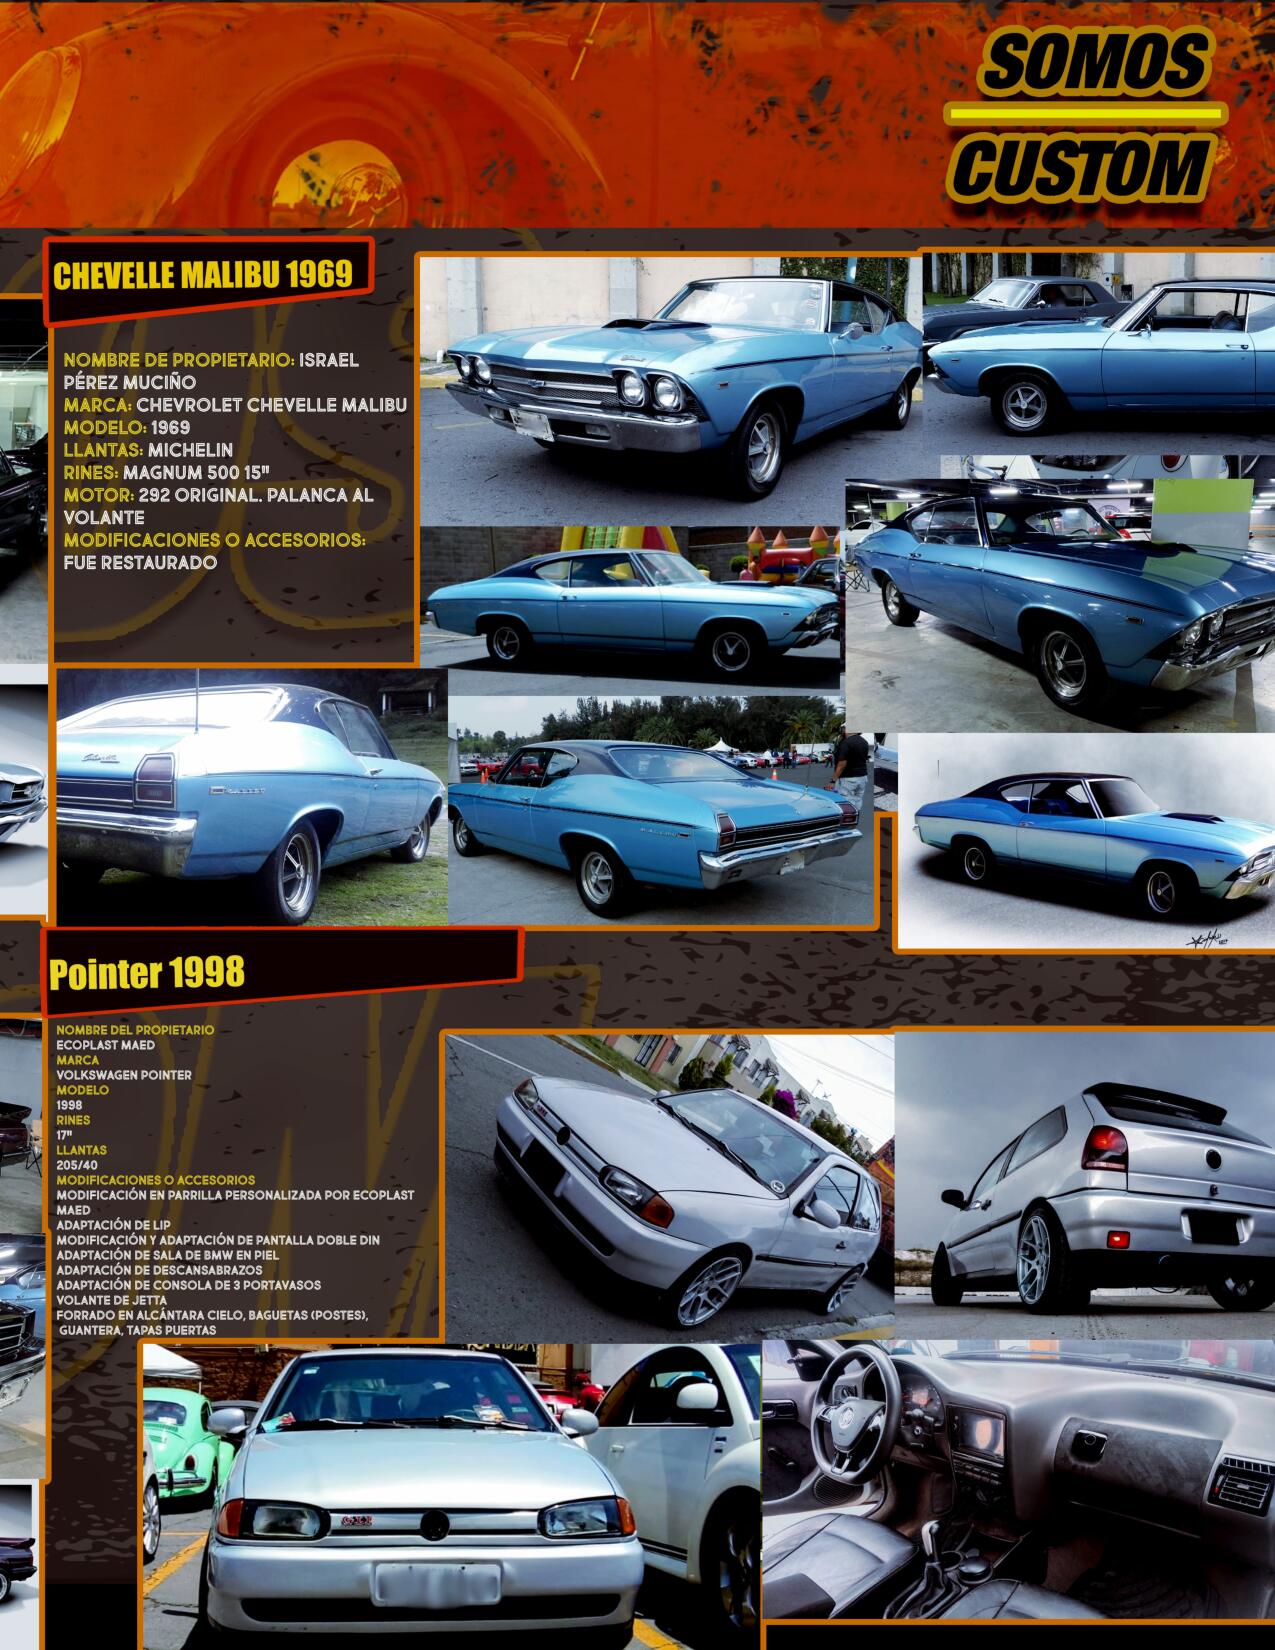 SOMOS
CUSTOM
CHEVELLE MALIBU 1969
NOMBRE DE PROPIETARIO: ISRAEL
PÉREZ MUCIÑO
MARCA: CHEVROLET CHEVELLE MALIBU
MODELO: 1969
LLANTAS: MICHELIN
RINES: MAGNUM 500 15"
MOTOR: 292 ORIGINAL. PALANCA AL
VOLANTE
MODIFICACIONES O ACCESORIOS:
FUE RESTAURADO
Pointer 1998
NOMBRE DEL PROPIETARIO
ECOPLAST MAED
MARCA
VOLKSWAGEN POINTER
MODELO
1998
RINES
17"
LLANTAS
205/40
MODIFICACIONES O ACCESORIOS
MODIFICACIÓN EN PARRILLA PERSONALIZADA POR ECOPLAST
MAED
ADAPTACIÓN DE LIP
MODIFICACIÓN Y ADAPTACIÓN DE PANTALLA DOBLE DIN
ADAPTACIÓN DE SALA DE BMW EN PIEL
ADAPTACIÓN DE DESCANSABRAZOS
ADAPTACIÓN DE CONSOLA DE 3 PORTAVASOS
VOLANTE DE JETTA
FORRADO EN ALCÁNTARA CIELO, BAGUETAS (POSTES),
GUANTERA, TAPAS PUERTAS